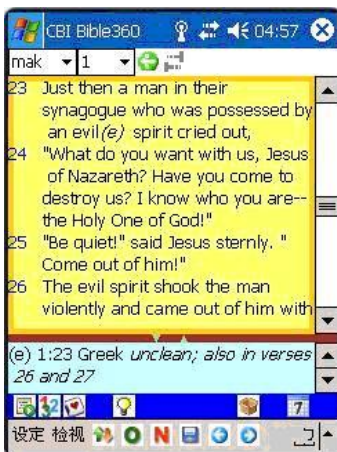 CBI Bible360 04:57
mak 1
23 Just then a man in their
synagogue who was possessed by
an evil(e) spirit cried out,
24 "What do you want with us, Jesus
of Nazareth? Have you come to
destroy us? I know who you are--
the Holy One of God!"
25 "Be quiet!" said Jesus sternly. "
Come out of him!"
26 The evil spirit shook the man
violently and came out of him with
(e) 1:23 Greek unclean; also in verses
26 and 27
12 3 7
设定 检视 O N